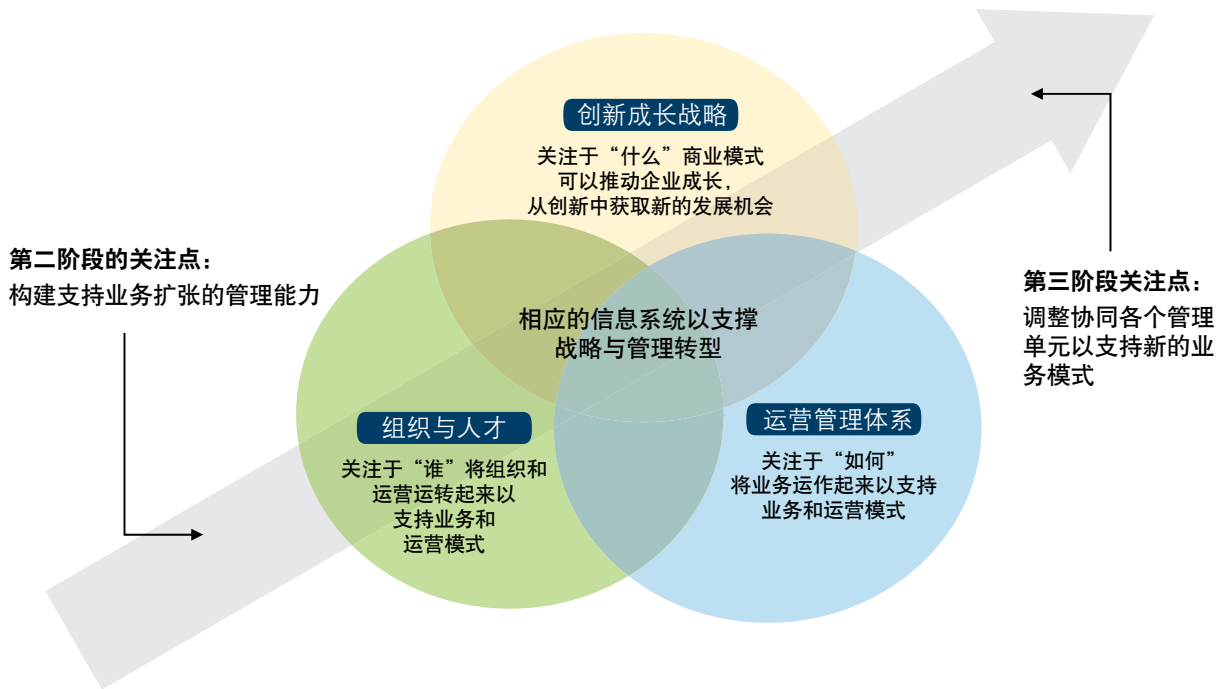 创新成长战略
关注于“什么”商业模式
可以推动企业成长，
从创新中获取新的发展机会
第二阶段的关注点：
构建支持业务扩张的管理能力
第三阶段关注点：
调整协同各个管理
单元以支持新的业
务模式
相应的信息系统以支撑
战略与管理转型
组织与人才
关注于“谁”将组织和
运营运转起来以
支持业务和
运营模式
运营管理体系
关注于“如何”
将业务运作起来以支持
业务和运营模式